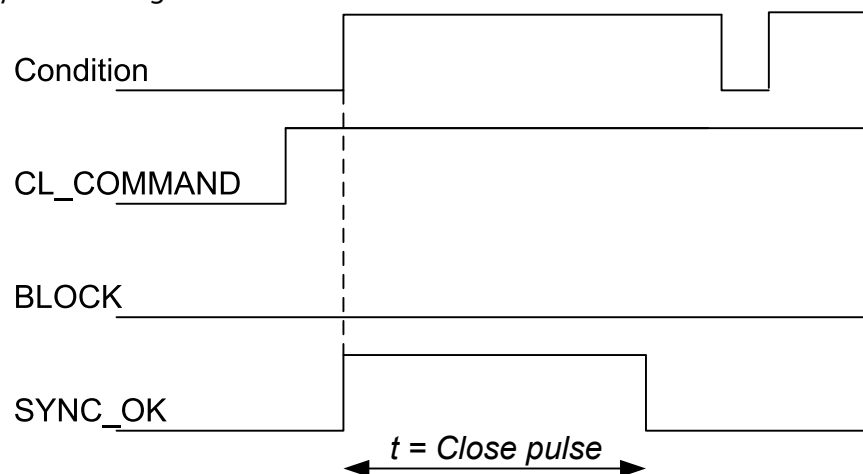 Condition
CL_COMMAND
BLOCK
SYNC_OK
t = Close pulse